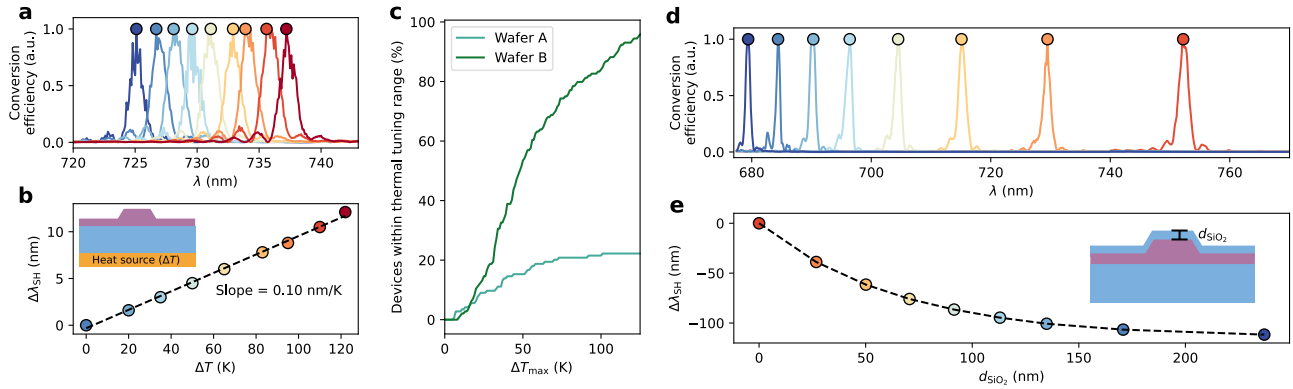 a
Conversion
efficiency (a.u.)
1.0
0.5
0.0
720
725
730
735
740
λ (nm)
b
Δλ_SH (nm)
10
5
0
Heat source (ΔT)
Slope = 0.10 nm/K
0
20
40
60
80
100
120
ΔT (K)
c
Devices within thermal tuning range (%)
100
80
60
40
20
0
Wafer A
Wafer B
0
50
100
ΔT_max (K)
d
Conversion
efficiency (a.u.)
1.0
0.5
0.0
680
700
720
740
760
λ (nm)
e
Δλ_SH (nm)
0
−50
−100
d_SiO₂
0
50
100
150
200
d_SiO₂ (nm)